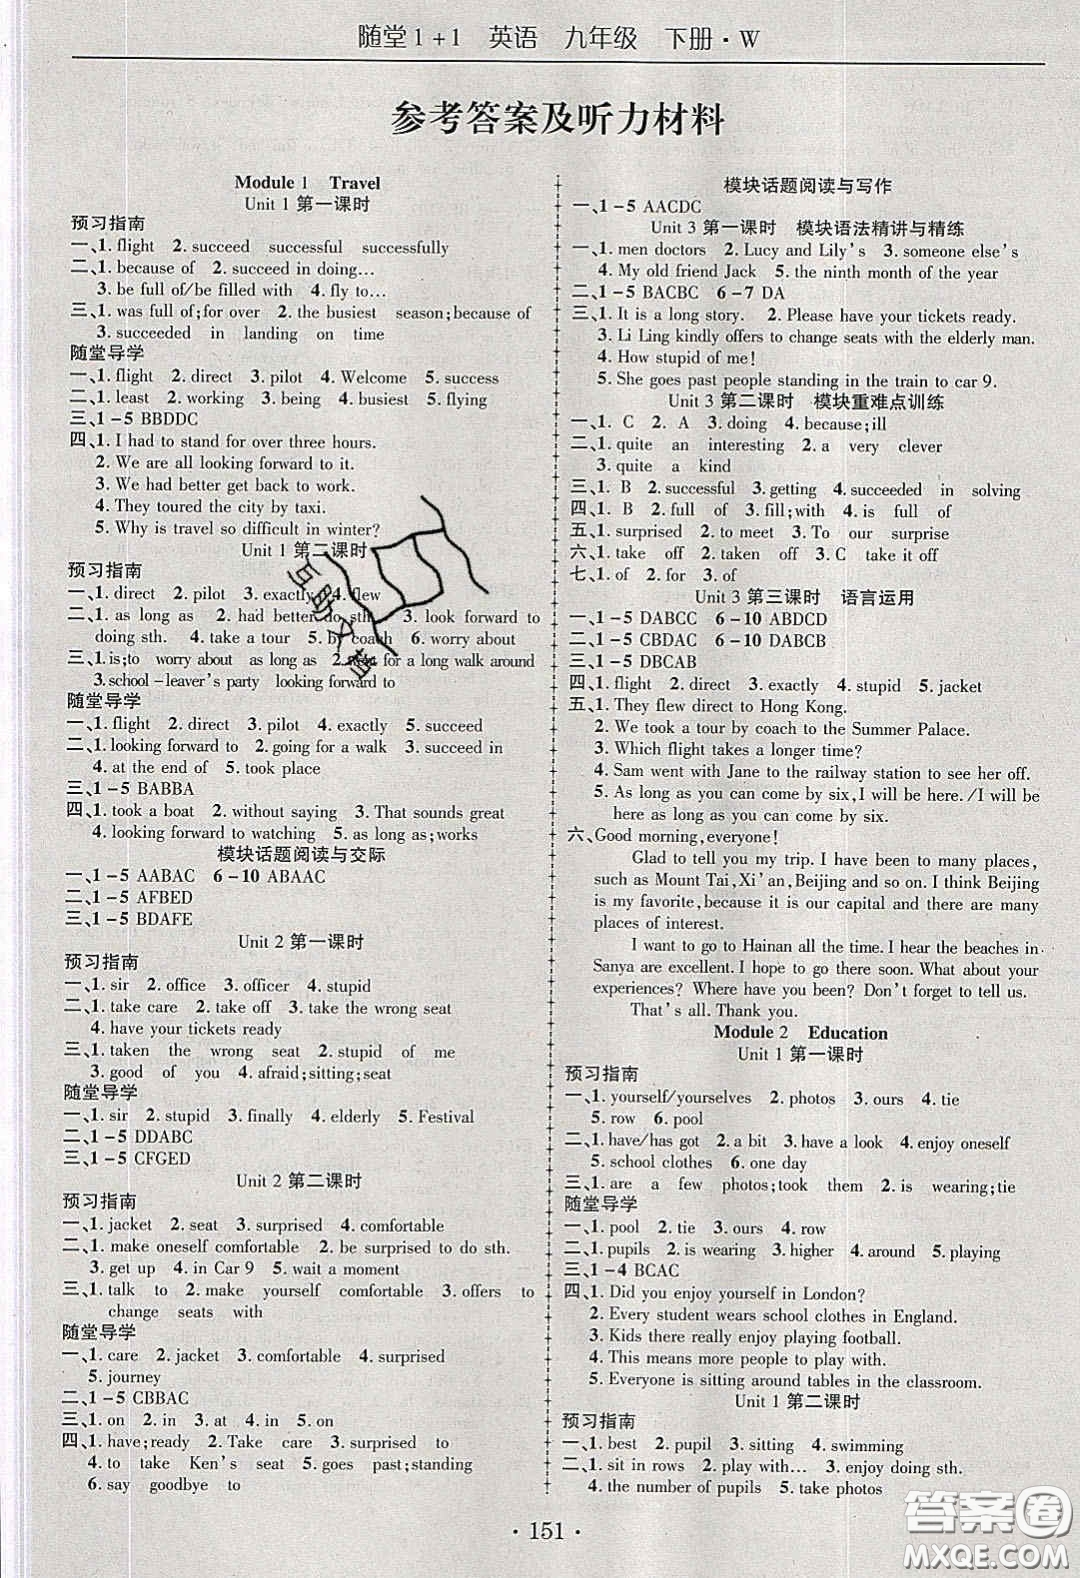 随堂1+1 英语 九年级 下册·W
参考答案及听力材料
Module 1 Travel
Unit 1 第一课时
预习指南
一、1. flight 2. succeed successful successfully
二、1. because of 2. succeed in doing…
3. be full of/be filled with 4. fly to…
三、1. was full of;for over 2. the busiest season;because of
3. succeeded in landing on time
随堂导学
一、1. flight 2. direct 3. pilot 4. Welcome 5. success
二、1. least 2. working 3. being 4. busiest 5. flying
三、1-5 BBDDC
四、1. I had to stand for over three hours.
2. We are all looking forward to it.
3. We had better get back to work.
4. They toured the city by taxi.
5. Why is travel so difficult in winter?
Unit 1 第二课时
预习指南
一、1. direct 2. pilot 3. exactly 4. flew
二、1. as long as 2. had better do sth. 3. look forward to
doing sth. 4. take a tour 5. by coach 6. worry about
三、1. is;to worry about as long as 2. for a long walk around
3. school-leaver's party looking forward to
随堂导学
一、1. flight 2. direct 3. pilot 4. exactly 5. succeed
二、1. looking forward to 2. going for a walk 3. succeed in
4. at the end of 5. took place
三、1-5 BABBA
四、1. took a boat 2. without saying 3. That sounds great
4. looking forward to watching 5. as long as;works
模块话题阅读与交际
一、1-5 AABAC 6-10 ABAAC
二、1-5 AFBED
三、1-5 BDAFE
Unit 2 第一课时
预习指南
一、1. sir 2. office 3. officer 4. stupid
二、1. take care 2. take off 3. take the wrong seat
4. have your tickets ready
三、1. taken the wrong seat 2. stupid of me
3. good of you 4. afraid;sitting;seat
随堂导学
一、1. sir 2. stupid 3. finally 4. elderly 5. Festival
二、1-5 DDABC
三、1-5 CFGED
Unit 2 第二课时
预习指南
一、1. jacket 2. seat 3. surprised 4. comfortable
二、1. make oneself comfortable 2. be surprised to do sth.
3. get up 4. in Car 9 5. wait a moment
三、1. talk to 2. make yourself comfortable 3. offers to
change seats with
随堂导学
一、1. care 2. jacket 3. comfortable 4. surprised
5. journey
二、1-5 CBBAC
三、1. on 2. in 3. at 4. in 5. on
四、1. have;ready 2. Take care 3. surprised to
4. to take Ken's seat 5. goes past;standing
6. say goodbye to
模块话题阅读与写作
一、1-5 AACDC
Unit 3 第一课时 模块语法精讲与精练
一、1. men doctors 2. Lucy and Lily's 3. someone else's
4. My old friend Jack 5. the ninth month of the year
二、1-5 BACBC 6-7 DA
三、1. It is a long story. 2. Please have your tickets ready.
3. Li Ling kindly offers to change seats with the elderly man.
4. How stupid of me!
5. She goes past people standing in the train to car 9.
Unit 3 第二课时 模块重难点训练
一、1. C 2. A 3. doing 4. because;ill
二、1. quite an interesting 2. a very clever
3. quite a kind
三、1. B 2. successful 3. getting 4. succeeded in solving
四、1. B 2. full of 3. fill;with 4. is full of
五、1. surprised 2. to meet 3. To our surprise
六、1. take off 2. taken off 3. C take it off
七、1. of 2. for 3. of
Unit 3 第三课时 语言运用
一、1-5 DABCC 6-10 ABDCD
二、1-5 CBDAC 6-10 DABCB
三、1-5 DBCAB
四、1. flight 2. direct 3. exactly 4. stupid 5. jacket
五、1. They flew direct to Hong Kong.
2. We took a tour by coach to the Summer Palace.
3. Which flight takes a longer time?
4. Sam went with Jane to the railway station to see her off.
5. As long as you can come by six,I will be here./I will be
here as long as you can come by six.
六、Good morning,everyone!
Glad to tell you my trip. I have been to many places,
such as Mount Tai,Xi'an,Beijing and so on. I think Beijing
is my favorite,because it is our capital and there are many
places of interest.
I want to go to Hainan all the time. I hear the beaches in
Sanya are excellent. I hope to go there soon. What about your
experiences? Where have you been? Don't forget to tell us.
That's all. Thank you.
Module 2 Education
Unit 1 第一课时
预习指南
一、1. yourself/yourselves 2. photos 3. ours 4. tie
5. row 6. pool
二、1. have/has got 2. a bit 3. have a look 4. enjoy oneself
5. school clothes 6. one day
三、1. are a few photos;took them 2. is wearing;tie
随堂导学
一、1. pool 2. tie 3. ours 4. row
二、1. pupils 2. is wearing 3. higher 4. around 5. playing
三、1-4 BCAC
四、1. Did you enjoy yourself in London?
2. Every student wears school clothes in England.
3. Kids there really enjoy playing football.
4. This means more people to play with.
5. Everyone is sitting around tables in the classroom.
Unit 1 第二课时
预习指南
一、1. best 2. pupil 3. sitting 4. swimming
二、1. sit in rows 2. play with… 3. enjoy doing sth.
4. the number of pupils 5. take photos
· 151 ·
答案圈
MXQE.COM